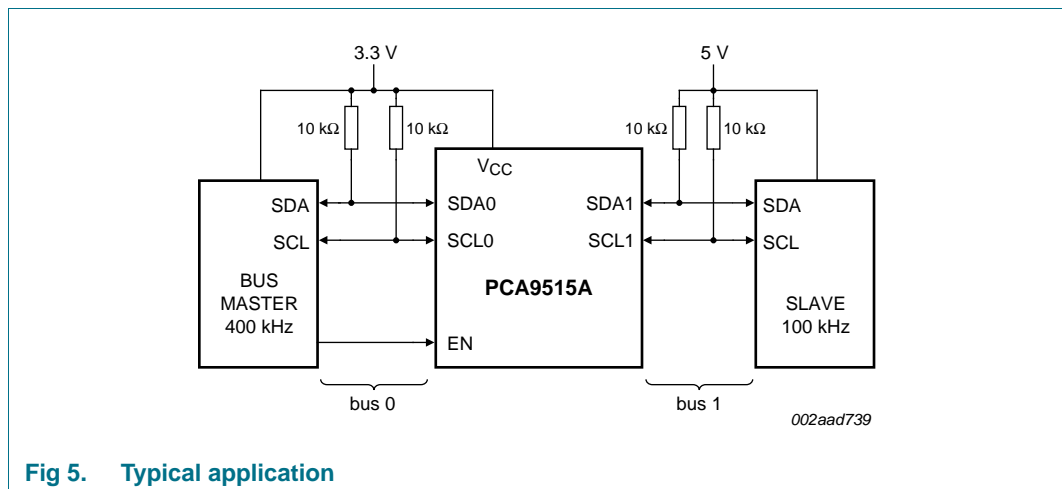 3.3 V
5 V
10 kΩ
10 kΩ
10 kΩ
10 kΩ
VCC
SDA
SDA0
SDA1
SDA
SCL
SCL0
SCL1
SCL
BUS
MASTER
400 kHz
PCA9515A
SLAVE
100 kHz
EN
bus 0
bus 1
002aad739
Fig 5. Typical application